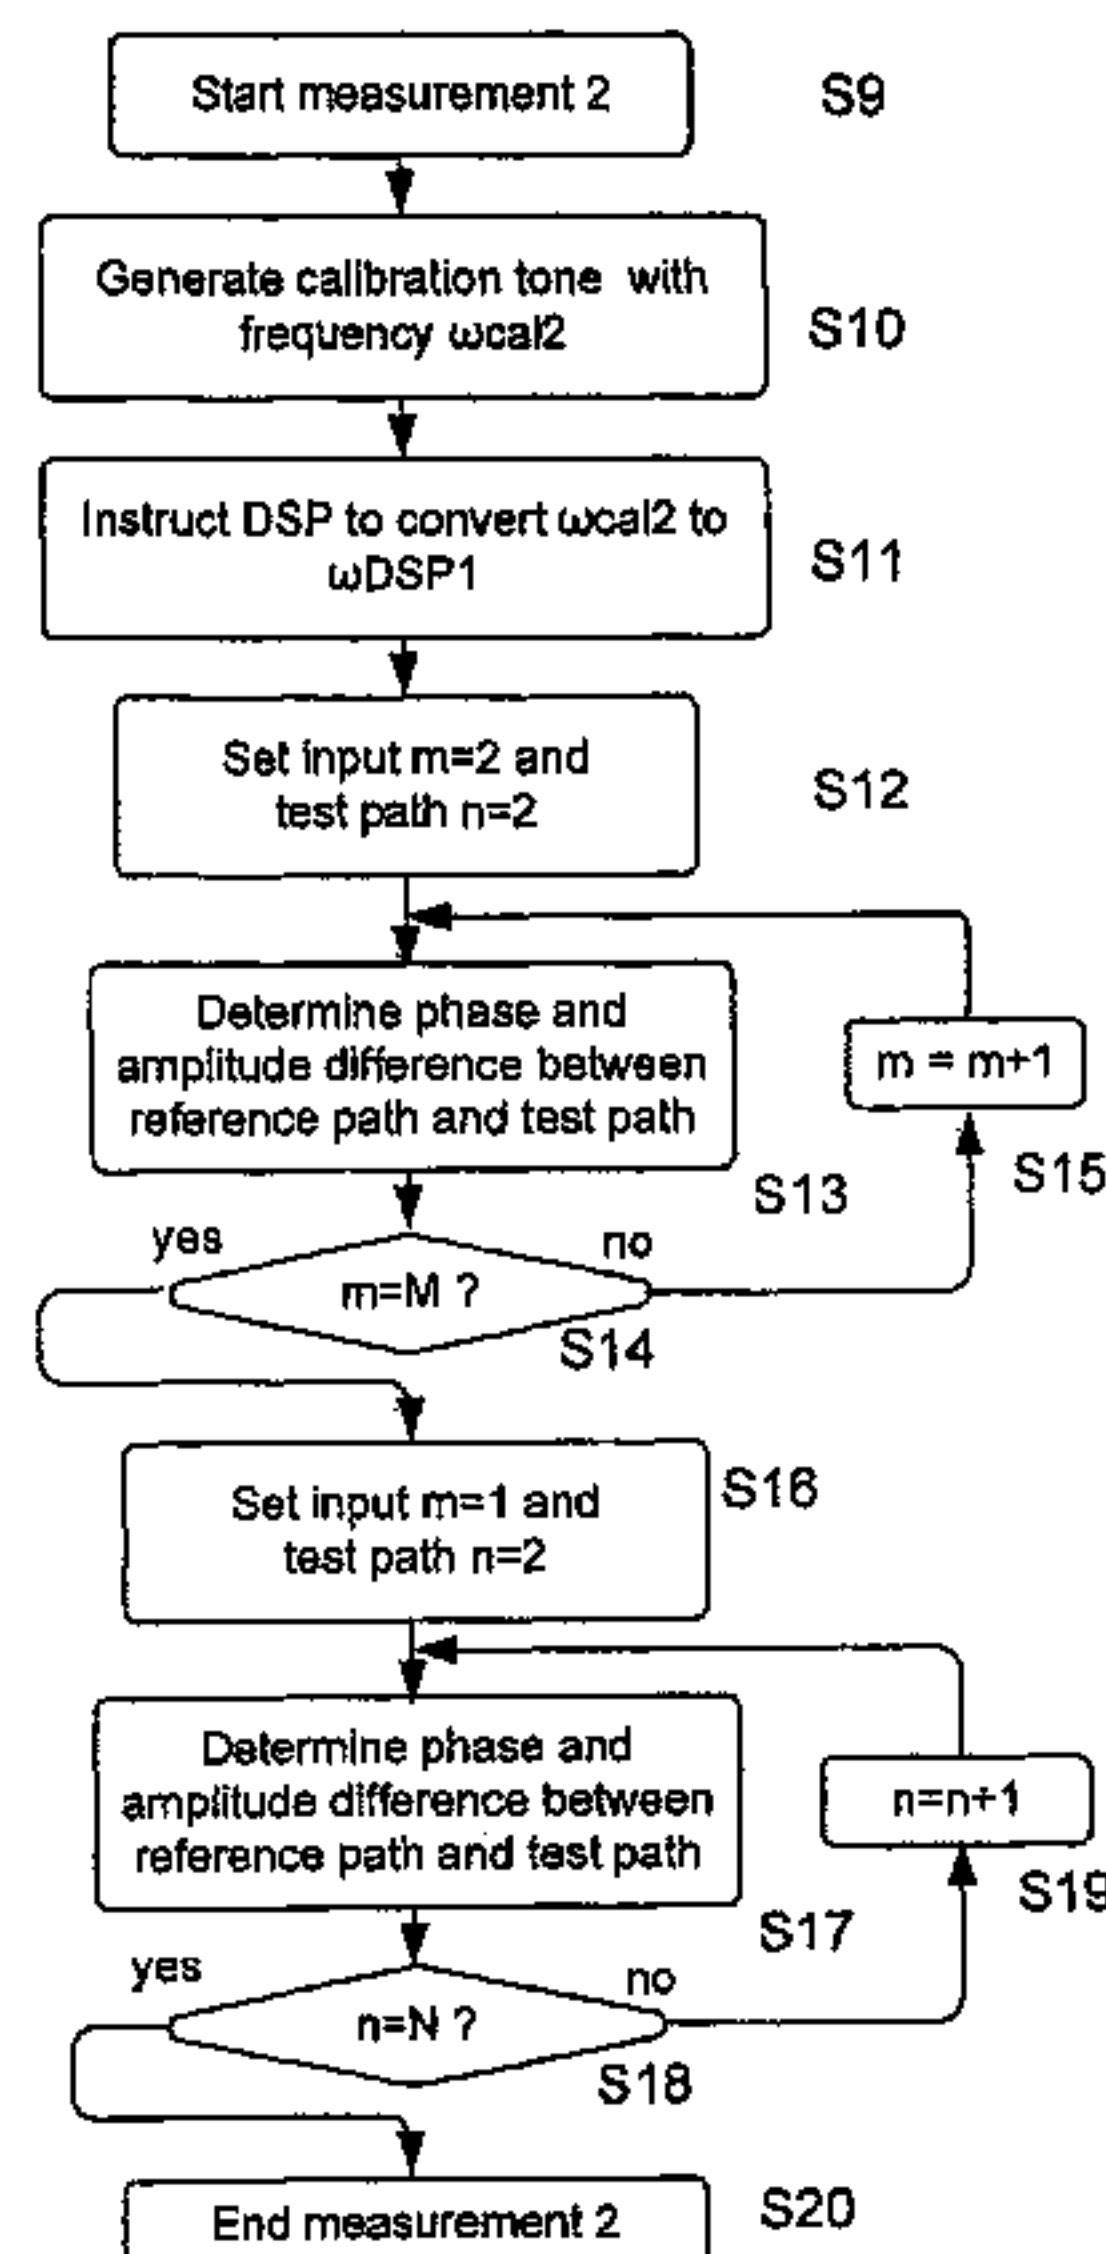 Start measurement 2
S9
Generate calibration tone with
frequency ωcal2
S10
Instruct DSP to convert ωcal2 to
ωDSP1
S11
Set input m=2 and
test path n=2
S12
Determine phase and
amplitude difference between
reference path and test path
S13
m = m+1
S15
yes
no
m=M ?
S14
Set input m=1 and
test path n=2
S16
Determine phase and
amplitude difference between
reference path and test path
S17
n=n+1
S19
yes
no
n=N ?
S18
End measurement 2
S20